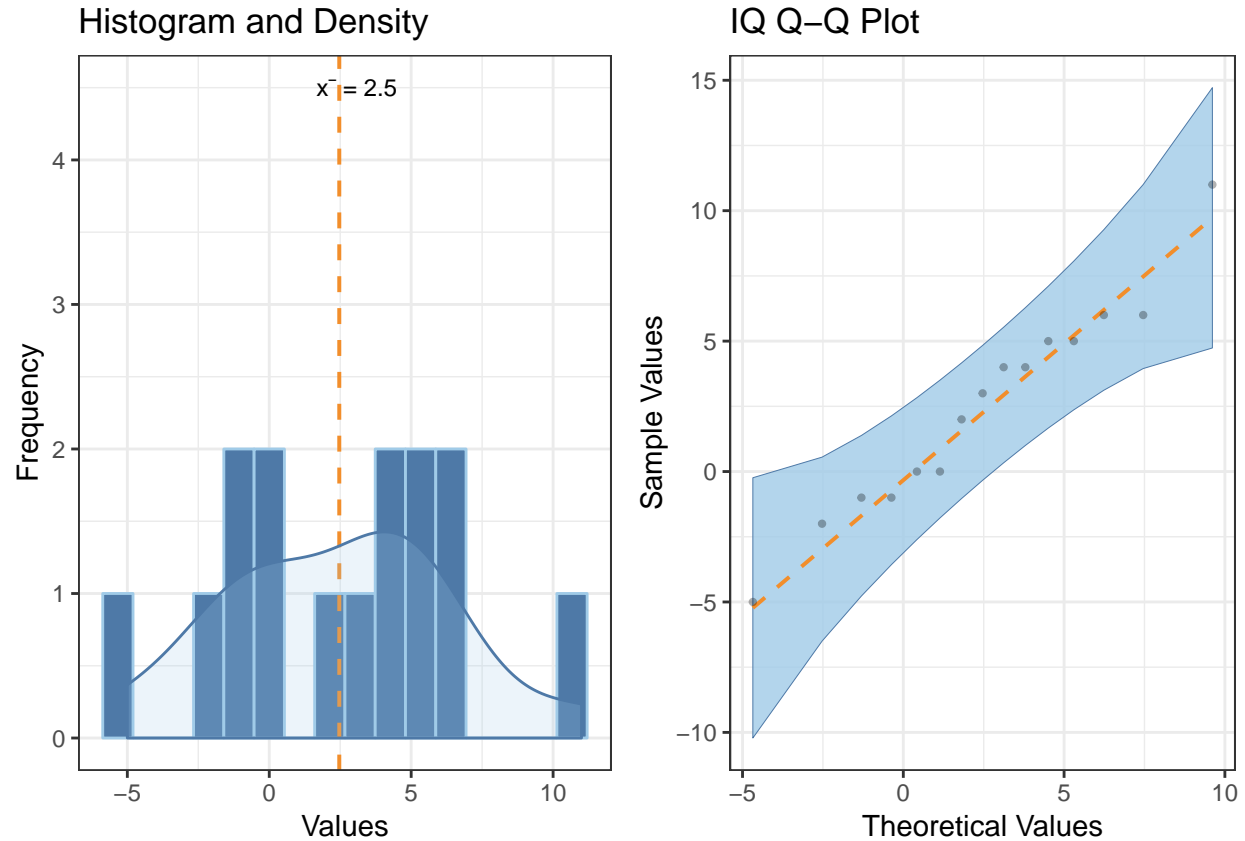 Histogram and Density
x̄ = 2.5
4
3
2
1
0
Frequency
−5
0
5
10
Values
IQ Q−Q Plot
15
10
5
0
−5
−10
Sample Values
−5
0
5
10
Theoretical Values